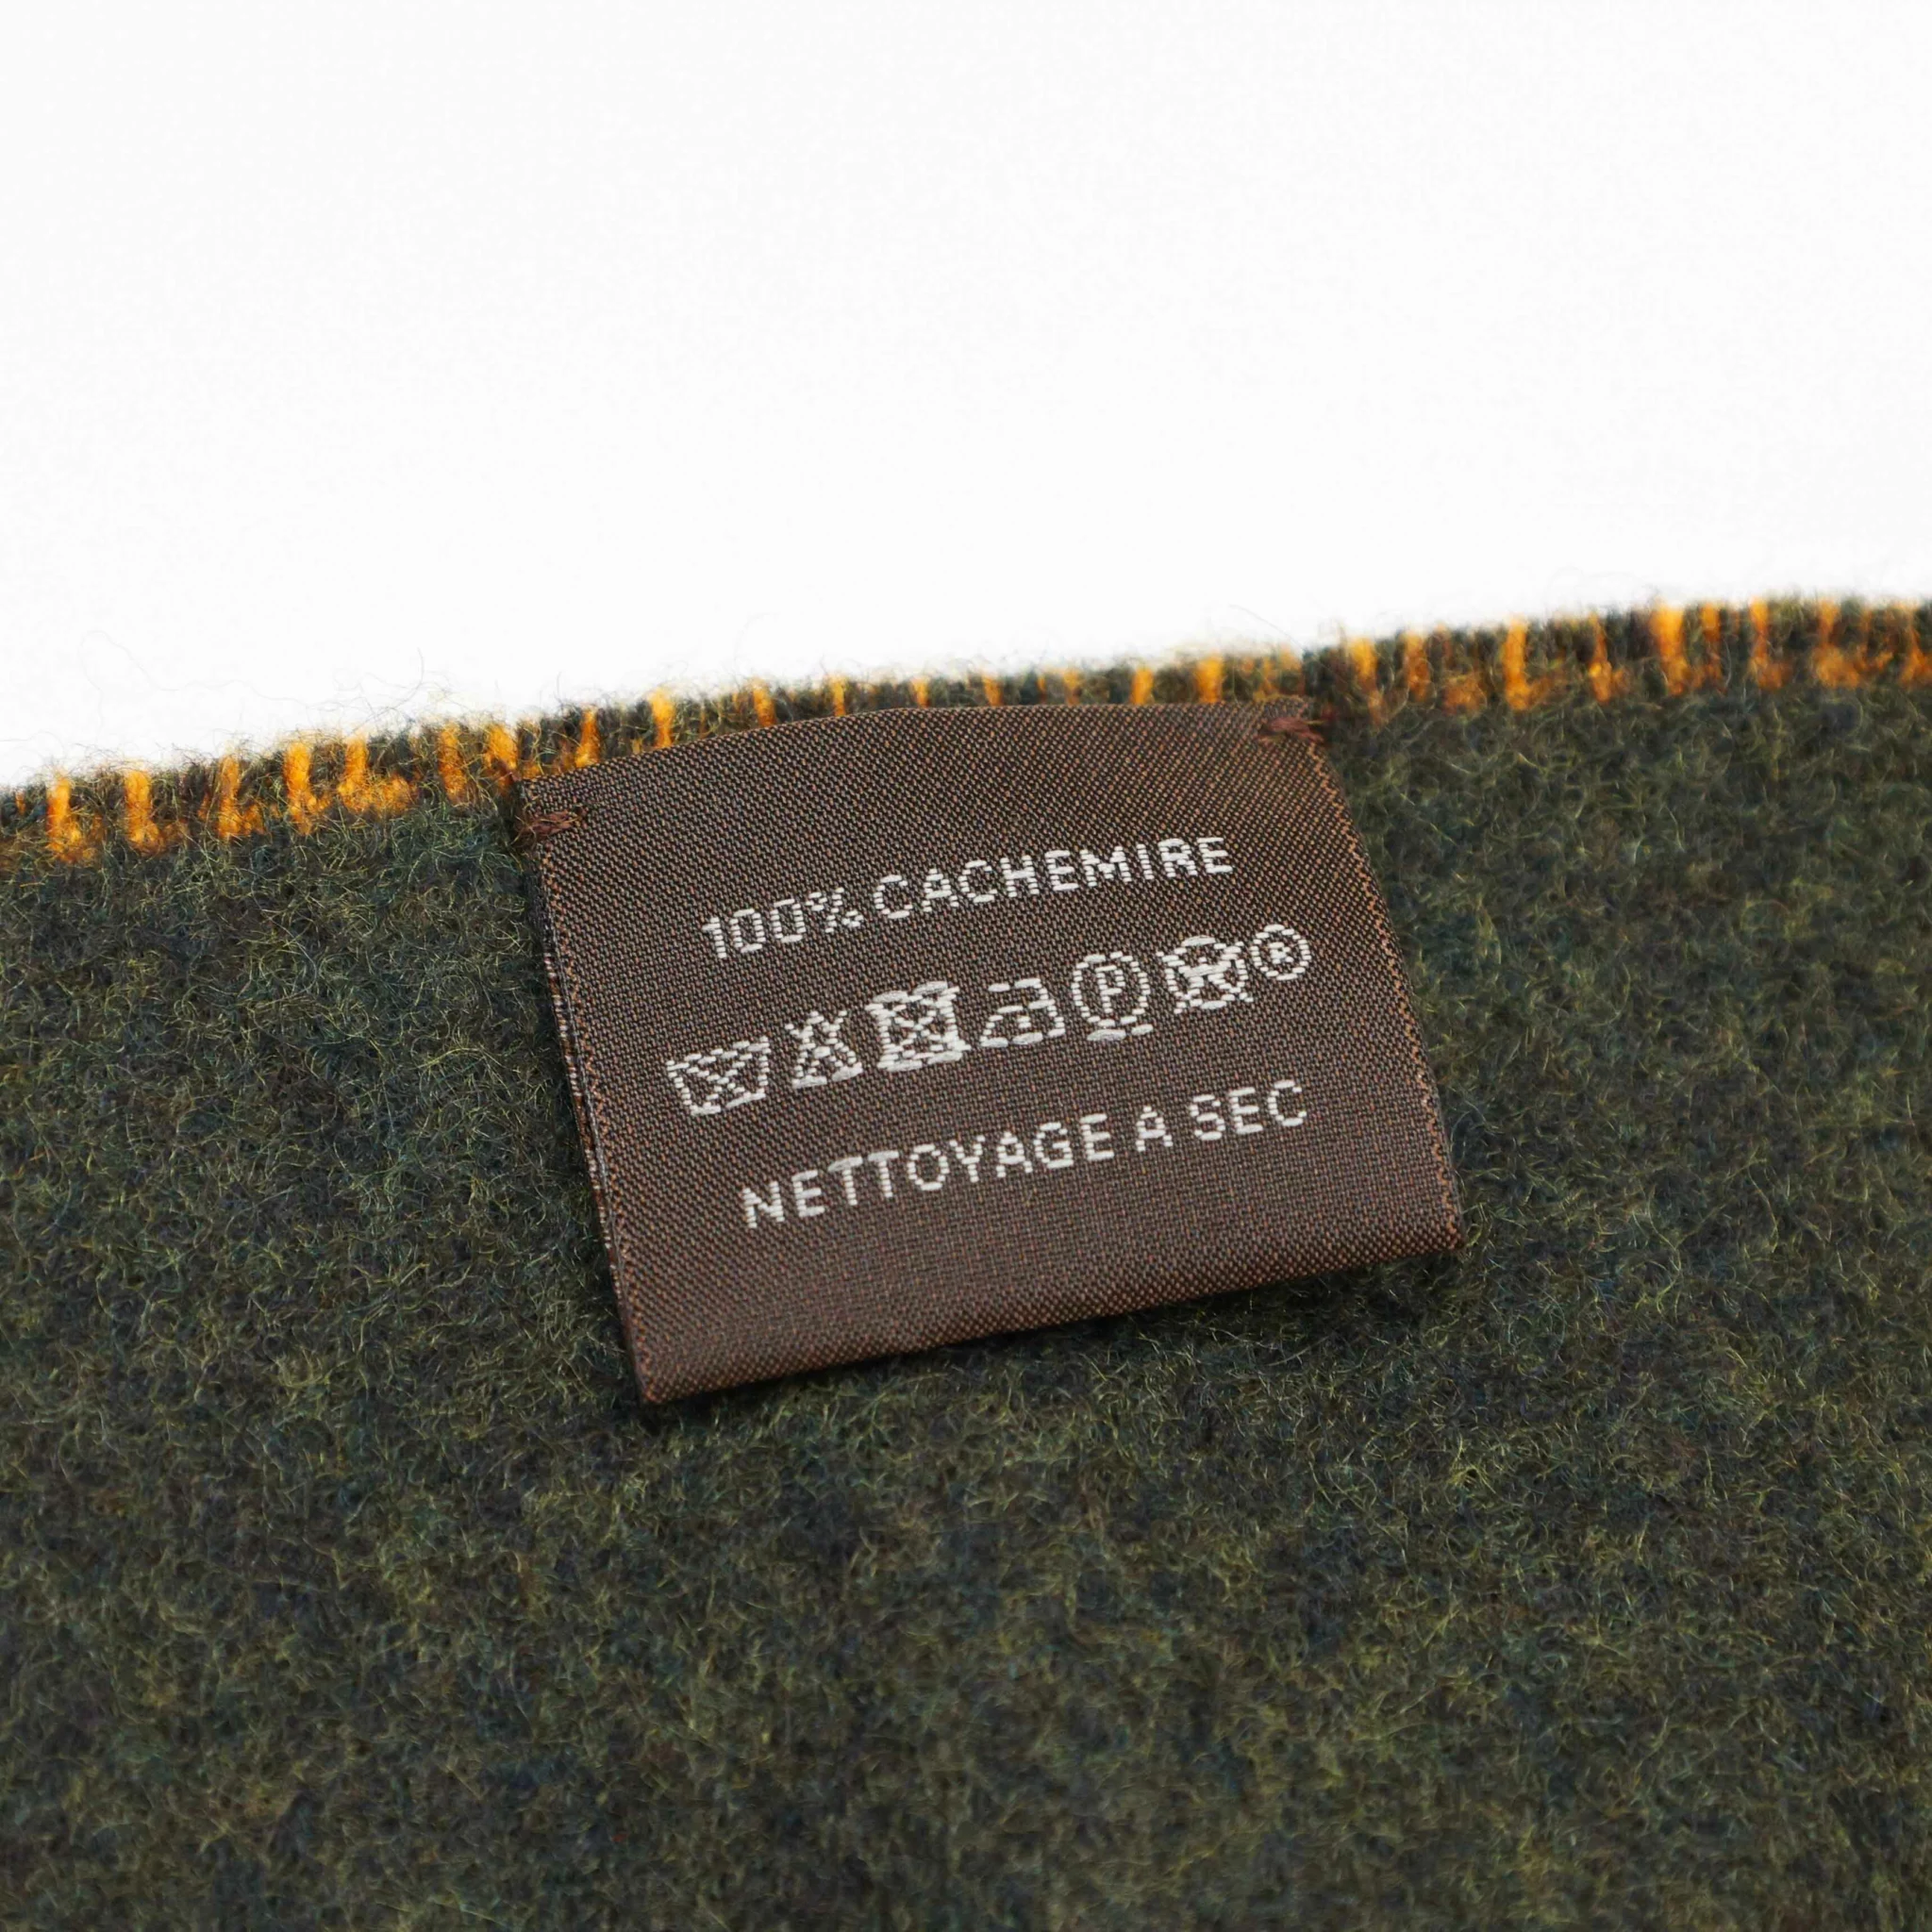 100% CACHEMIRE
P W ®
NETTOYAGE A SEC